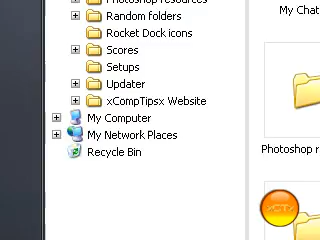 Photoshop resources
Random folders
Rocket Dock icons
Scores
Setups
Updater
xCompTipsx Website
My Computer
My Network Places
Recycle Bin
My Chat
Photoshop r